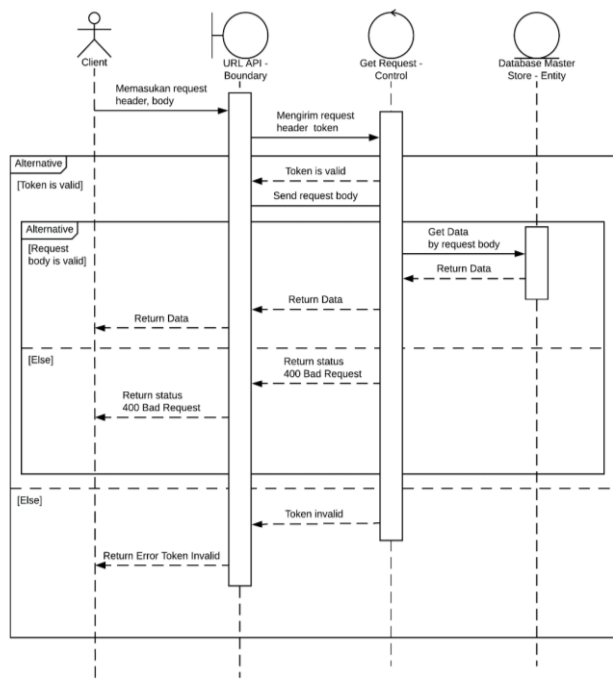 Client
URL API -
Boundary
Get Request -
Control
Database Master
Store - Entity
Memasukan request
header, body
Mengirim request
header token
Alternative
[Token is valid]
Token is valid
Send request body
Alternative
[Request
body is valid]
Get Data
by request body
Return Data
Return Data
Return Data
[Else]
Return status
400 Bad Request
Return status
400 Bad Request
[Else]
Token invalid
Return Error Token Invalid